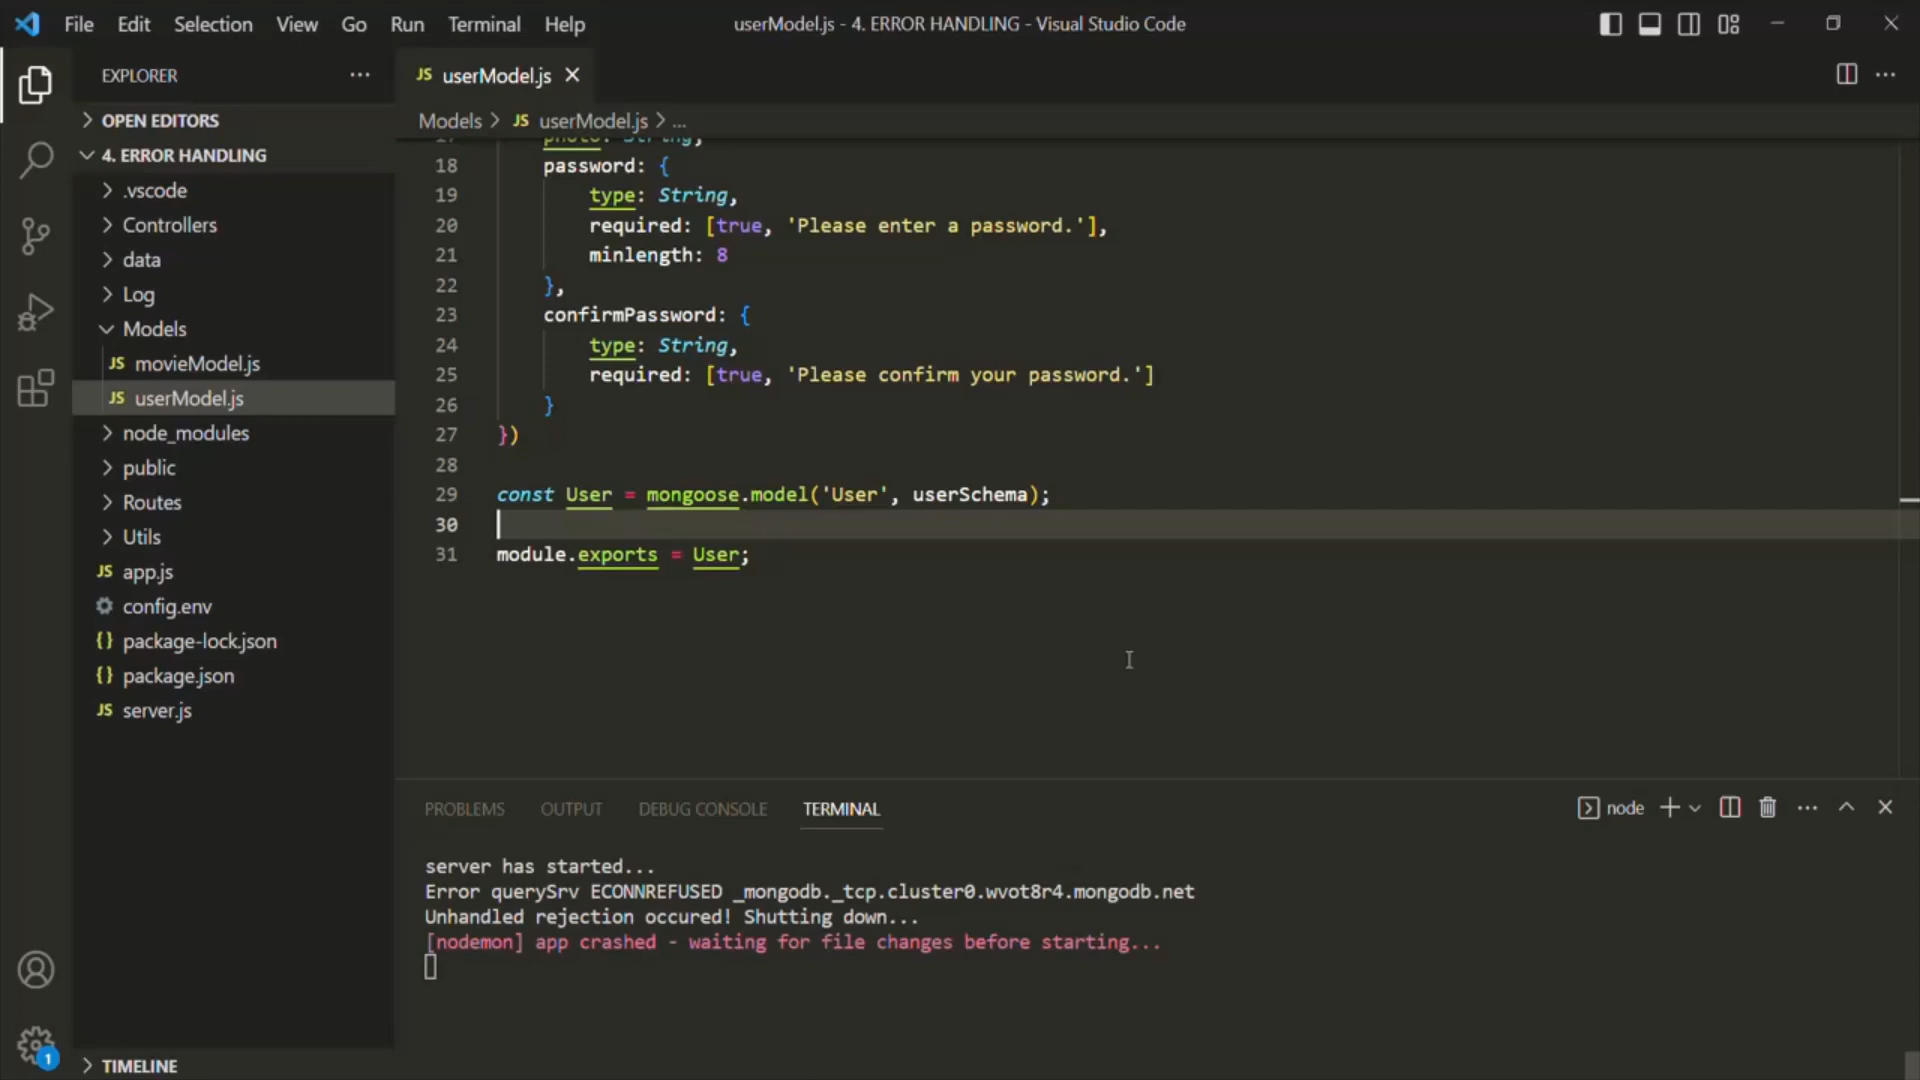 File Edit Selection View Go Run Terminal Help
userModel.js - 4. ERROR HANDLING - Visual Studio Code
EXPLORER
OPEN EDITORS
4. ERROR HANDLING
.vscode
Controllers
data
Log
Models
JS movieModel.js
JS userModel.js
node_modules
public
Routes
Utils
JS app.js
config.env
{} package-lock.json
{} package.json
JS server.js
TIMELINE
1
JS userModel.js
Models > JS userModel.js > ...
17 photo: String,
18 password: {
19 type: String,
20 required: [true, 'Please enter a password.'],
21 minlength: 8
22 },
23 confirmPassword: {
24 type: String,
25 required: [true, 'Please confirm your password.']
26 }
27 })
28
29 const User = mongoose.model('User', userSchema);
30
31 module.exports = User;
PROBLEMS OUTPUT DEBUG CONSOLE TERMINAL
node
server has started...
Error querySrv ECONNREFUSED _mongodb._tcp.cluster0.wvot8r4.mongodb.net
Unhandled rejection occured! Shutting down...
[nodemon] app crashed - waiting for file changes before starting...